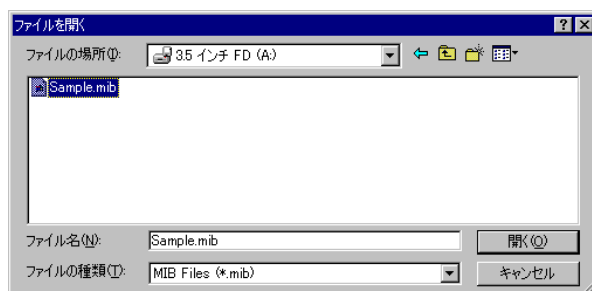 ファイルを開く
ファイルの場所(I): 3.5 インチ FD (A:)
Sample.mib
ファイル名(N): Sample.mib 開く(O)
ファイルの種類(T): MIB Files (*.mib) キャンセル